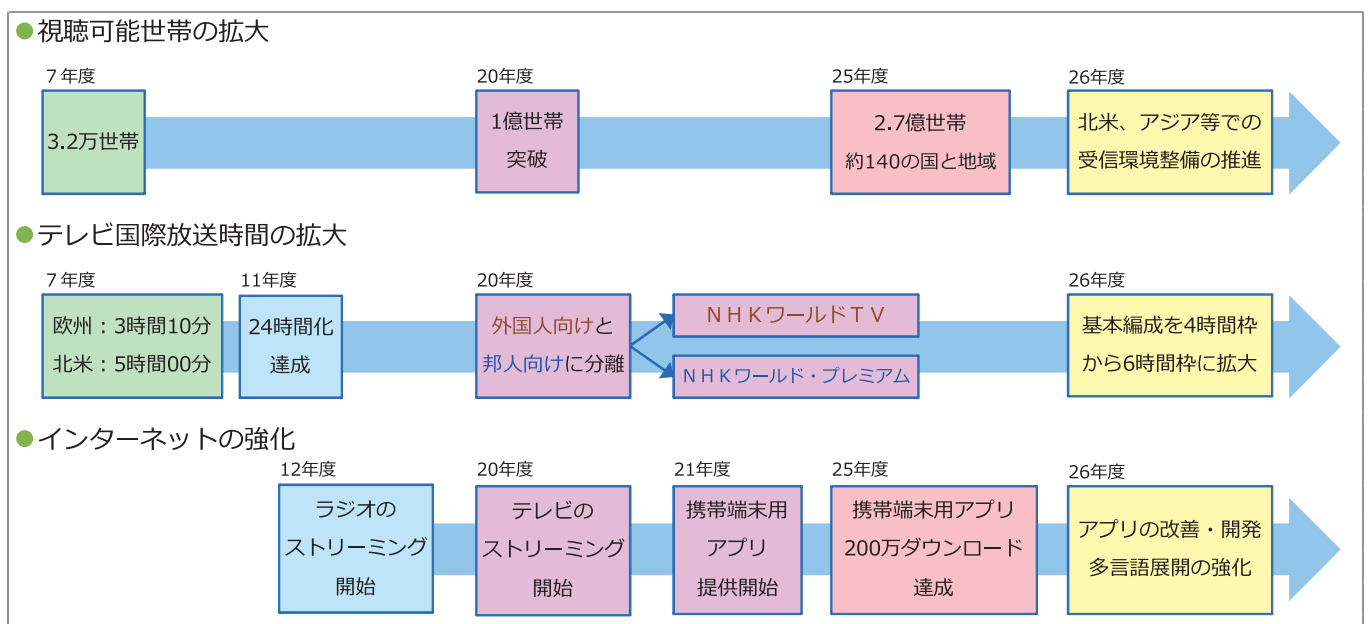 ●視聴可能世帯の拡大
7年度
3.2万世帯
20年度
1億世帯
突破
25年度
2.7億世帯
約140の国と地域
26年度
北米、アジア等での
受信環境整備の推進
●テレビ国際放送時間の拡大
7年度
欧州：3時間10分
北米：5時間00分
11年度
24時間化
達成
20年度
外国人向けと
邦人向けに分離
ＮＨＫワールドＴＶ
ＮＨＫワールド・プレミアム
26年度
基本編成を4時間枠
から6時間枠に拡大
●インターネットの強化
12年度
ラジオの
ストリーミング
開始
20年度
テレビの
ストリーミング
開始
21年度
携帯端末用
アプリ
提供開始
25年度
携帯端末用アプリ
200万ダウンロード
達成
26年度
アプリの改善・開発
多言語展開の強化